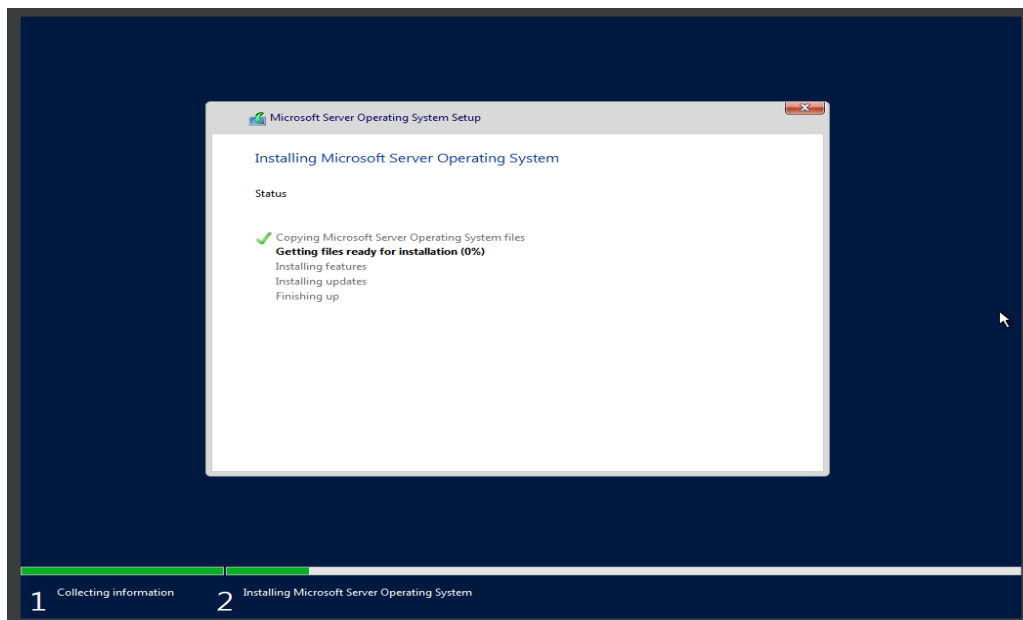 Microsoft Server Operating System Setup
Installing Microsoft Server Operating System
Status
Copying Microsoft Server Operating System files
Getting files ready for installation (0%)
Installing features
Installing updates
Finishing up
1 Collecting information
2 Installing Microsoft Server Operating System